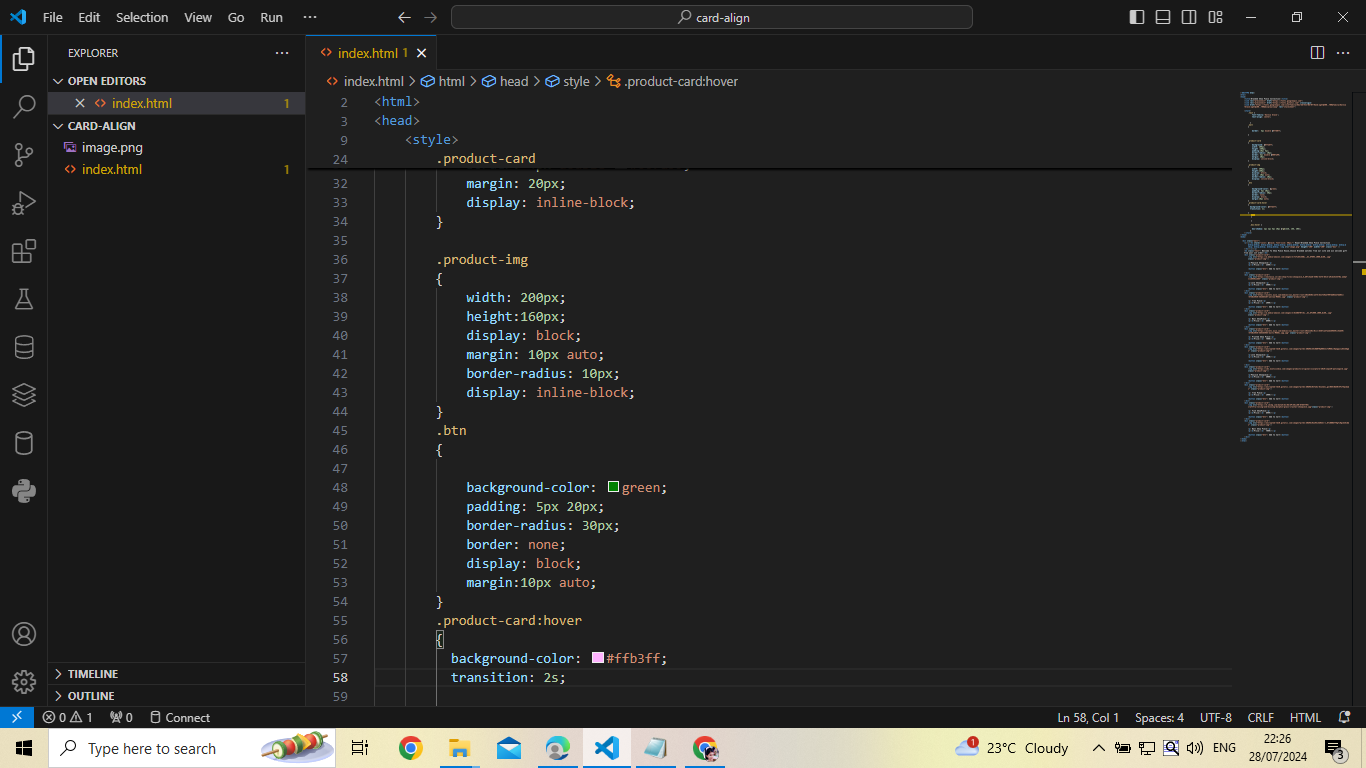 File Edit Selection View Go Run ··· card-align
EXPLORER ···
OPEN EDITORS
index.html 1
CARD-ALIGN
image.png
index.html 1
TIMELINE
OUTLINE
index.html 1
index.html > html > head > style > .product-card:hover
2 <html>
3 <head>
9 <style>
24 .product-card
32 margin: 20px;
33 display: inline-block;
34 }
35
36 .product-img
37 {
38 width: 200px;
39 height:160px;
40 display: block;
41 margin: 10px auto;
42 border-radius: 10px;
43 display: inline-block;
44 }
45 .btn
46 {
47
48 background-color: green;
49 padding: 5px 20px;
50 border-radius: 30px;
51 border: none;
52 display: block;
53 margin:10px auto;
54 }
55 .product-card:hover
56 {
57 background-color: #ffb3ff;
58 transition: 2s;
59
0 1 0 Connect Ln 58, Col 1 Spaces: 4 UTF-8 CRLF HTML
Type here to search 1 23°C Cloudy ENG 22:26
28/07/2024 3